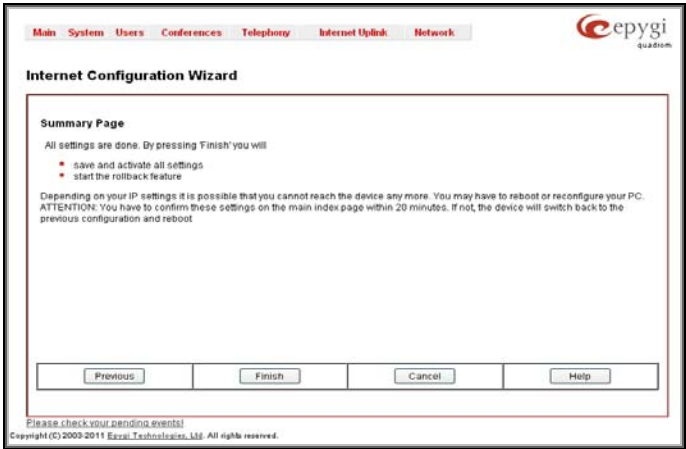 Main System Users Conferences Telephony Internet Uplink Network
epygi
quadrom
Internet Configuration Wizard
Summary Page
All settings are done. By pressing 'Finish' you will
save and activate all settings
start the rollback feature
Depending on your IP settings it is possible that you cannot reach the device any more. You may have to reboot or reconfigure your PC.
ATTENTION: You have to confirm these settings on the main index page within 20 minutes. If not, the device will switch back to the
previous configuration and reboot
Previous Finish Cancel Help
Please check your pending events!
Copyright (C) 2003-2011 Epygi Technologies, Ltd. All rights reserved.